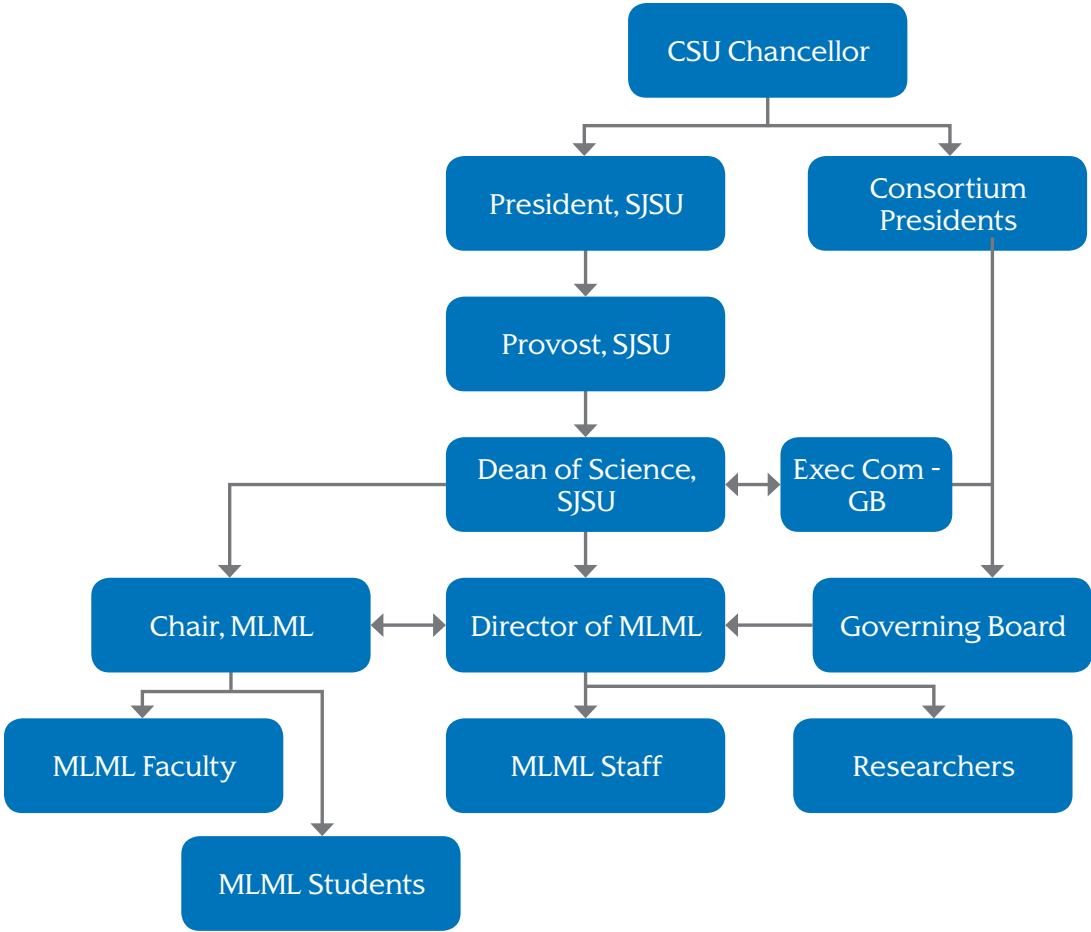 CSU Chancellor
President, SJSU
Consortium
Presidents
Provost, SJSU
Dean of Science,
SJSU
Exec Com -
GB
Chair, MLML
Director of MLML
Governing Board
MLML Faculty
MLML Staff
Researchers
MLML Students